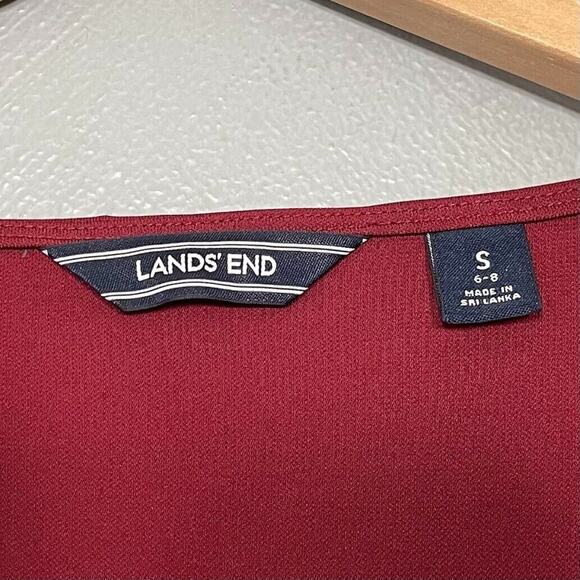 LANDS' END
S
6-8
MADE IN
SRI LANKA